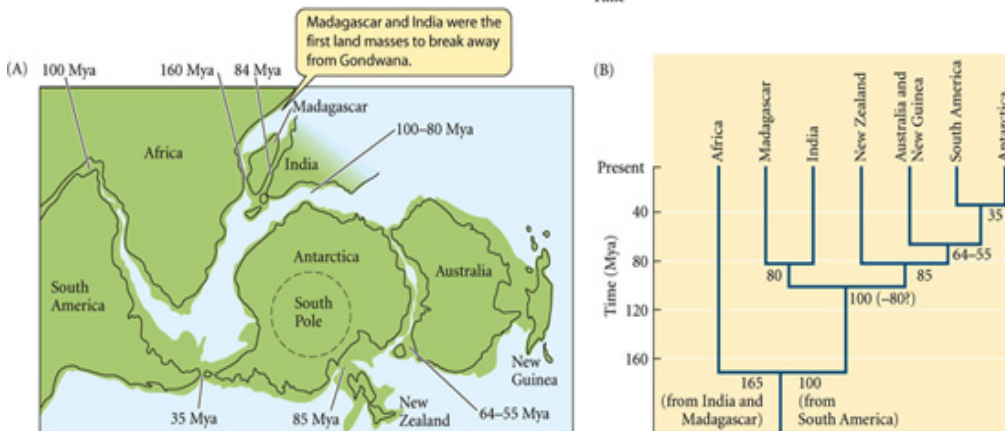 Time
Madagascar and India were the
first land masses to break away
from Gondwana.
(A)
100 Mya
160 Mya
84 Mya
Madagascar
100–80 Mya
Africa
India
Antarctica
Australia
South
America
South
Pole
New
Guinea
New
Zealand
35 Mya
85 Mya
64–55 Mya
(B)
Africa
Madagascar
India
New Zealand
Australia and
New Guinea
South America
Antarctica
Present
40
80
120
160
Time (Mya)
35
64–55
80
85
100 (–80?)
165
(from India and
Madagascar)
100
(from
South America)